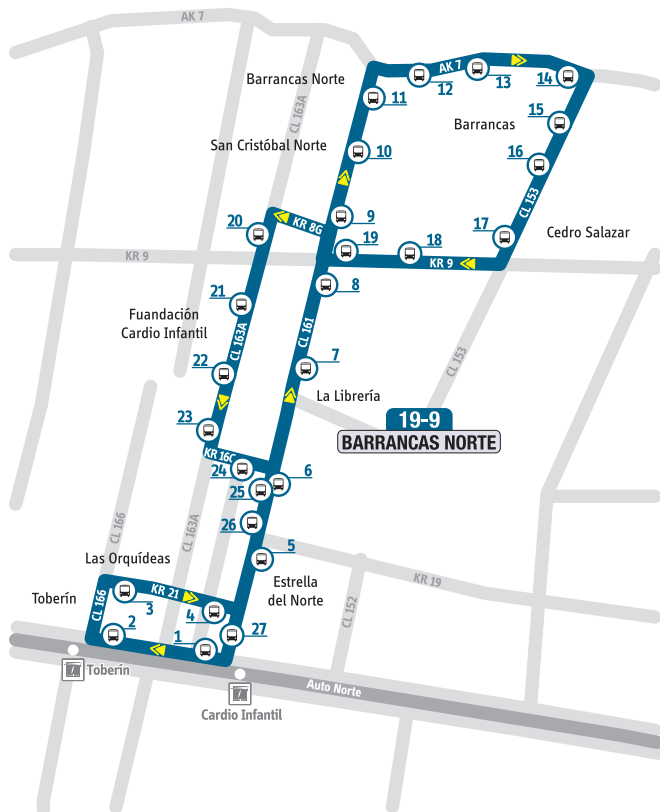 AK 7
Barrancas Norte
AK 7
12
13
14
CL 163A
11
Barrancas
15
San Cristóbal Norte
10
16
CL 153
20
KR 8G
9
19
18
17
Cedro Salazar
KR 9
KR 9
8
21
Fuandación
Cardio Infantil
CL 163A
CL 161
7
CL 153
22
La Librería
19-9
BARRANCAS NORTE
23
KR 16C
24
25
6
CL 166
CL 163A
26
5
Las Orquídeas
KR 19
Estrella
del Norte
Toberín
CL 166
KR 21
3
4
CL 152
2
1
27
Toberín
Auto Norte
Cardio Infantil